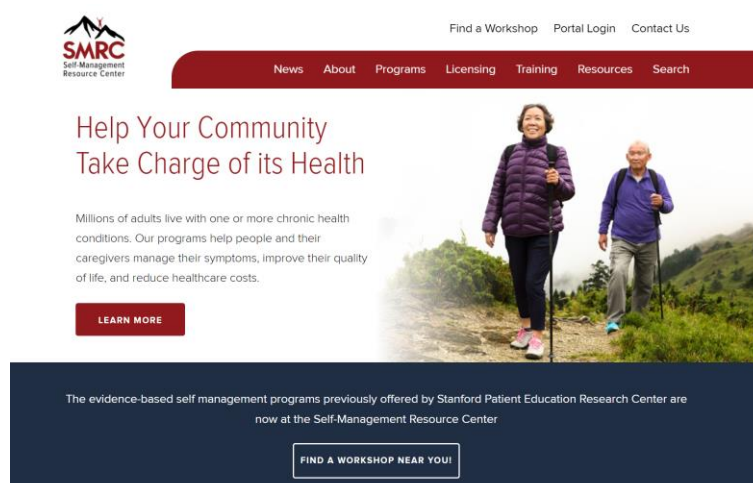 SMRC
Self-Management
Resource Center
Find a Workshop Portal Login Contact Us
News About Programs Licensing Training Resources Search
Help Your Community
Take Charge of its Health
Millions of adults live with one or more chronic health
conditions. Our programs help people and their
caregivers manage their symptoms, improve their quality
of life, and reduce healthcare costs.
LEARN MORE
The evidence-based self management programs previously offered by Stanford Patient Education Research Center are
now at the Self-Management Resource Center
FIND A WORKSHOP NEAR YOU!